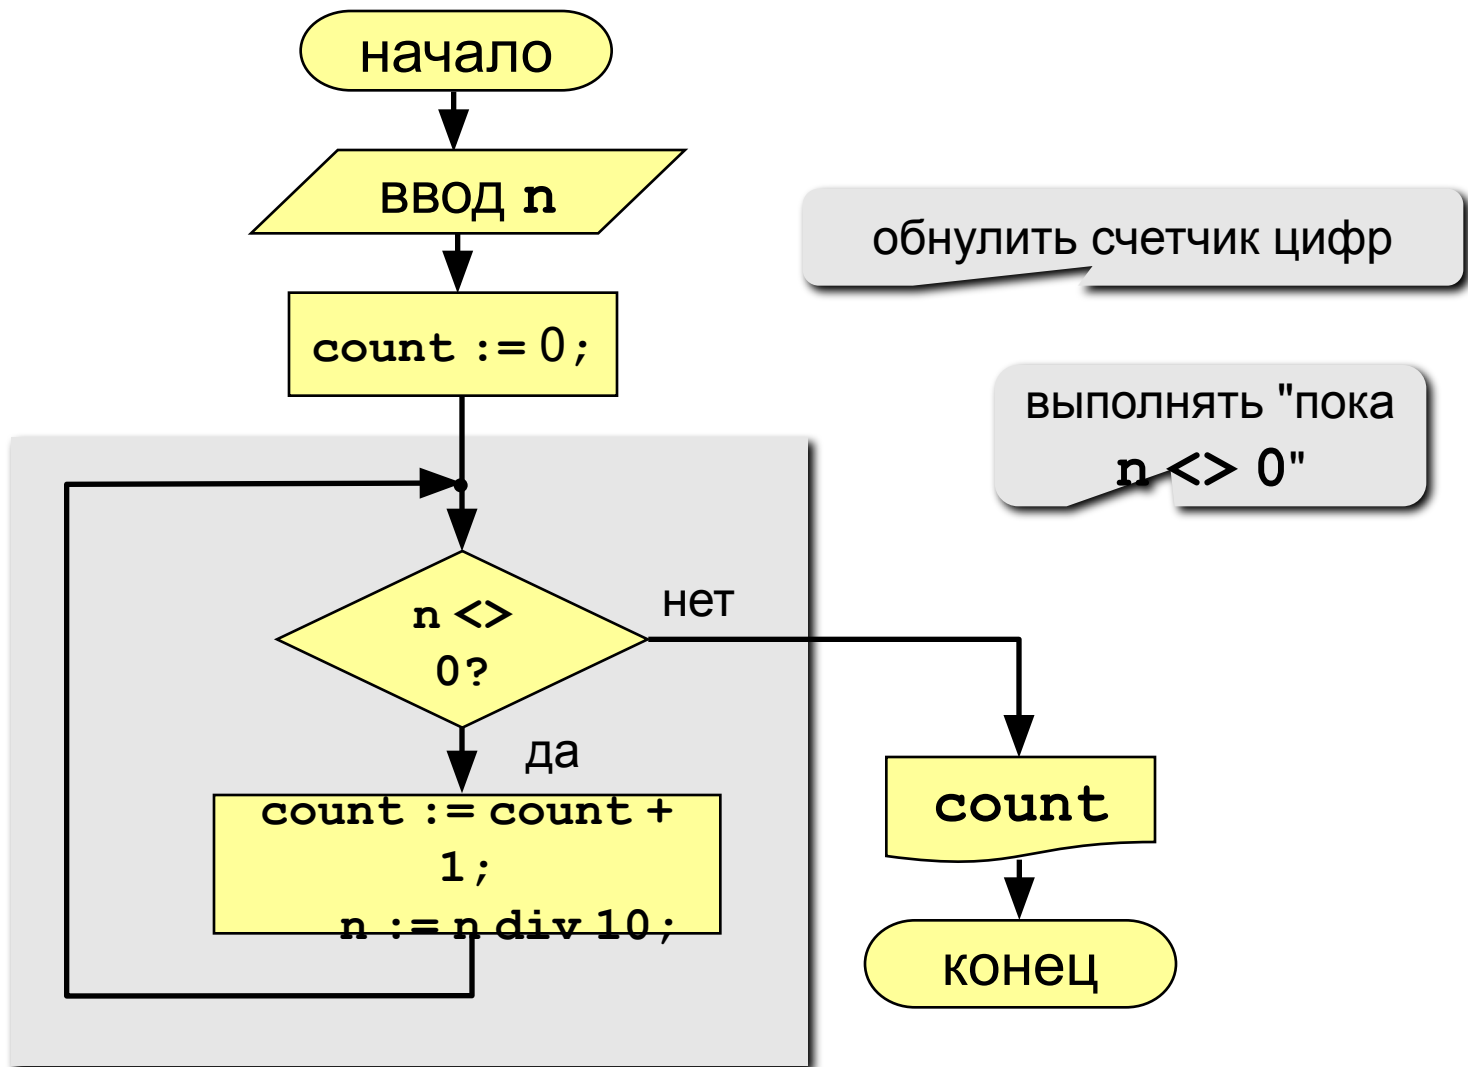 начало
ввод n
обнулить счетчик цифр
count := 0;
выполнять "пока
n <> 0"
n <>
0?
нет
да
count := count +
1;
n := n div 10;
count
конец